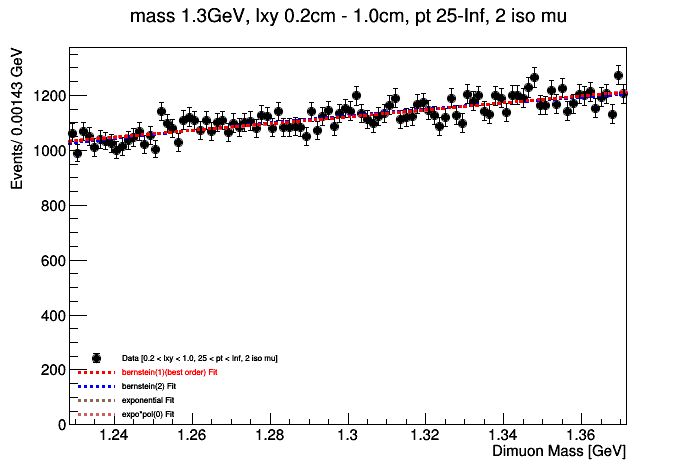 mass 1.3GeV, lxy 0.2cm - 1.0cm, pt 25-Inf, 2 iso mu
Events/ 0.00143 GeV
1200
1000
800
600
400
200
0
Data [0.2 < lxy < 1.0, 25 < pt < Inf, 2 iso mu]
bernstein(1)(best order) Fit
bernstein(2) Fit
exponential Fit
expo*pol(0) Fit
1.24 1.26 1.28 1.3 1.32 1.34 1.36
Dimuon Mass [GeV]